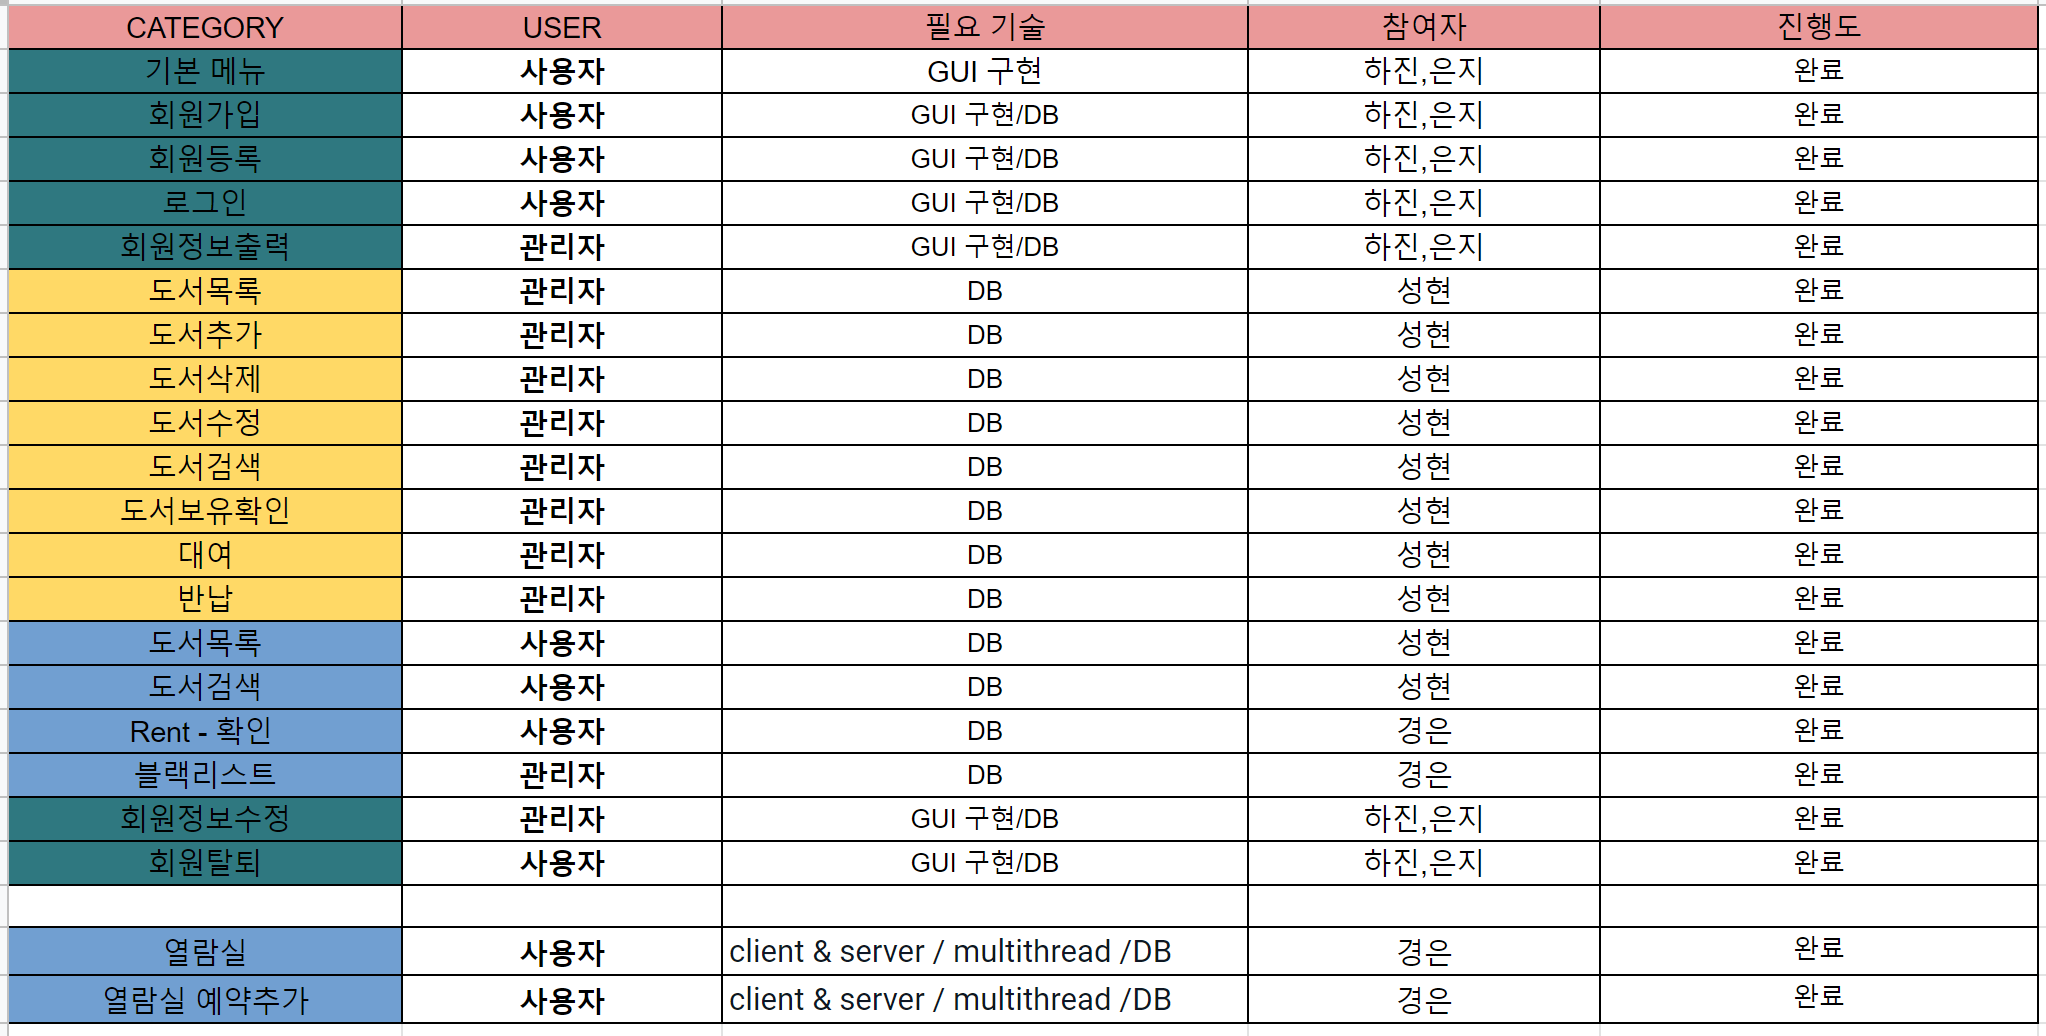 CATEGORY USER 필요 기술 참여자 진행도
기본 메뉴 사용자 GUI 구현 하진,은지 완료
회원가입 사용자 GUI 구현/DB 하진,은지 완료
회원등록 사용자 GUI 구현/DB 하진,은지 완료
로그인 사용자 GUI 구현/DB 하진,은지 완료
회원정보출력 관리자 GUI 구현/DB 하진,은지 완료
도서목록 관리자 DB 성현 완료
도서추가 관리자 DB 성현 완료
도서삭제 관리자 DB 성현 완료
도서수정 관리자 DB 성현 완료
도서검색 관리자 DB 성현 완료
도서보유확인 관리자 DB 성현 완료
대여 관리자 DB 성현 완료
반납 관리자 DB 성현 완료
도서목록 사용자 DB 성현 완료
도서검색 사용자 DB 성현 완료
Rent - 확인 사용자 DB 경은 완료
블랙리스트 관리자 DB 경은 완료
회원정보수정 관리자 GUI 구현/DB 하진,은지 완료
회원탈퇴 사용자 GUI 구현/DB 하진,은지 완료
열람실 사용자 client & server / multithread /DB 경은 완료
열람실 예약추가 사용자 client & server / multithread /DB 경은 완료